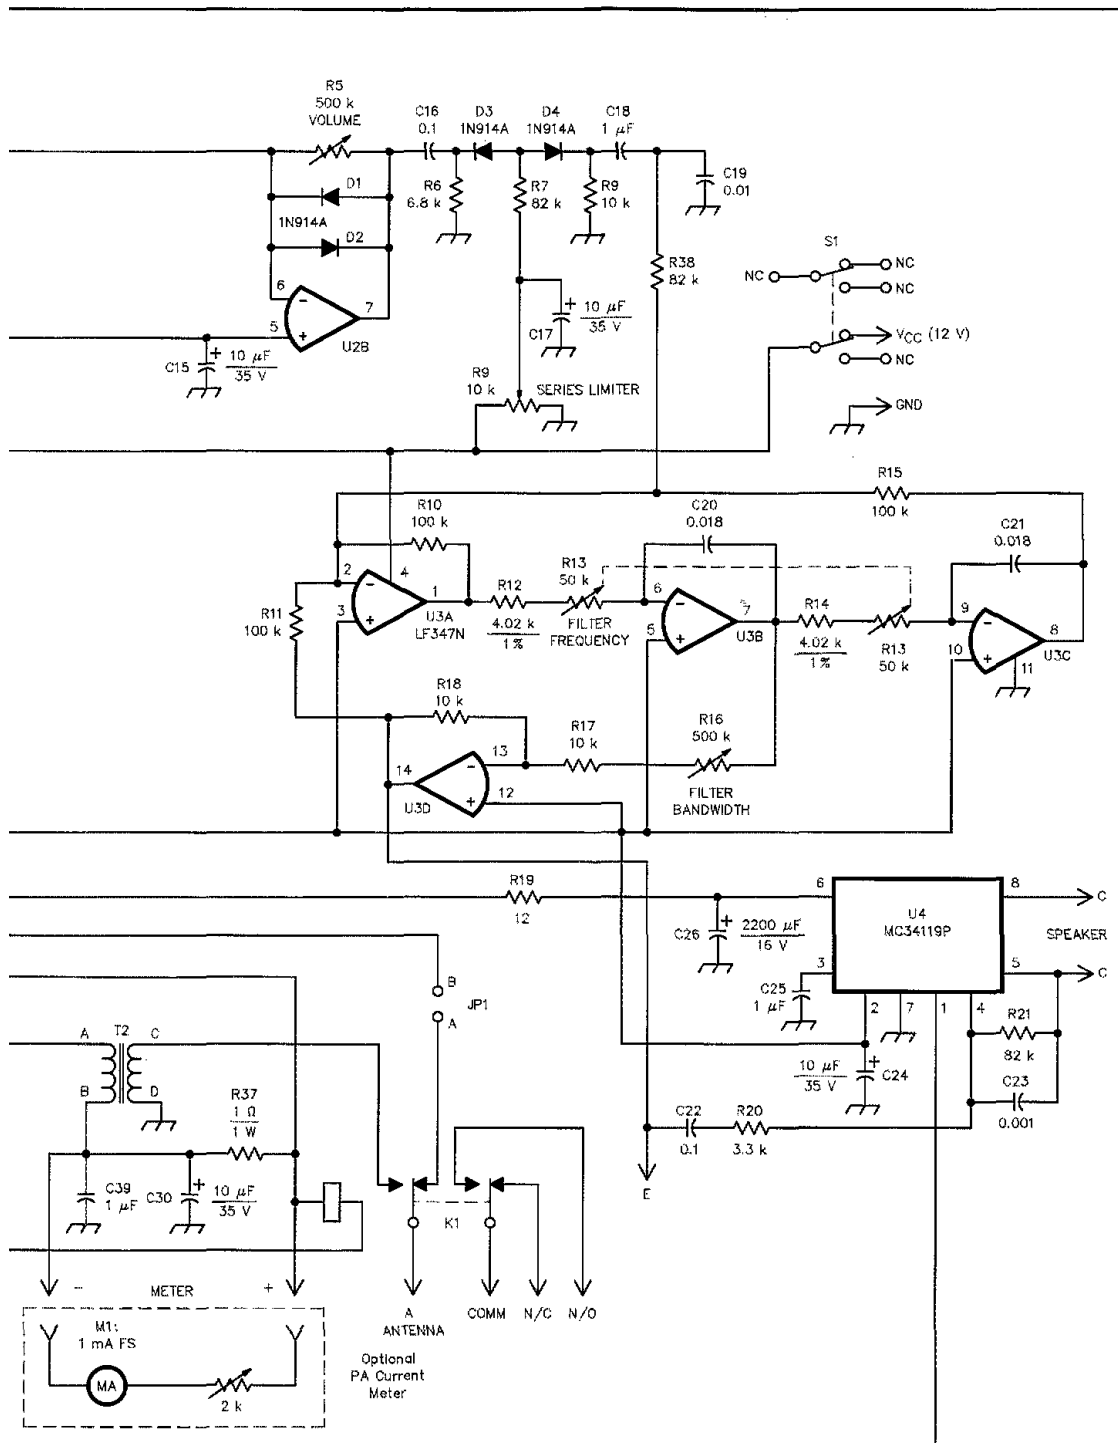 R5
500 k
VOLUME
C16
0.1
D3
1N914A
D4
1N914A
C18
1 µF
D1
1N914A
D2
R6
6.8 k
R7
82 k
R9
10 k
C19
0.01
R38
82 k
S1
NC
NC
NC
VCC (12 V)
NC
GND
6
-
5
+
7
U2B
C15
+
10 µF
35 V
C17
+
10 µF
35 V
R9
10 k
SERIES LIMITER
R15
100 k
R10
100 k
C20
0.018
C21
0.018
2
-
3
+
4
1
U3A
LF347N
R11
100 k
R12
4.02 k
1%
R13
50 k
FILTER
FREQUENCY
6
-
5
+
7
U3B
R14
4.02 k
1%
R13
50 k
9
-
10
+
8
11
U3C
R18
10 k
R17
10 k
R16
500 k
FILTER
BANDWIDTH
14
13
-
12
+
U3D
R19
12
C26
+
2200 µF
16 V
6
8
U4
MC34119P
3
5
2
7
1
4
C
SPEAKER
C
C25
1 µF
R21
82 k
C23
0.001
10 µF
35 V
+
C24
B
JP1
A
A
T2
C
B
D
R37
1 Ω
1 W
C39
1 µF
C30
+
10 µF
35 V
C22
0.1
R20
3.3 k
E
K1
-
METER
+
A
ANTENNA
COMM
N/C
N/O
M1:
1 mA FS
MA
2 k
Optional
PA Current
Meter